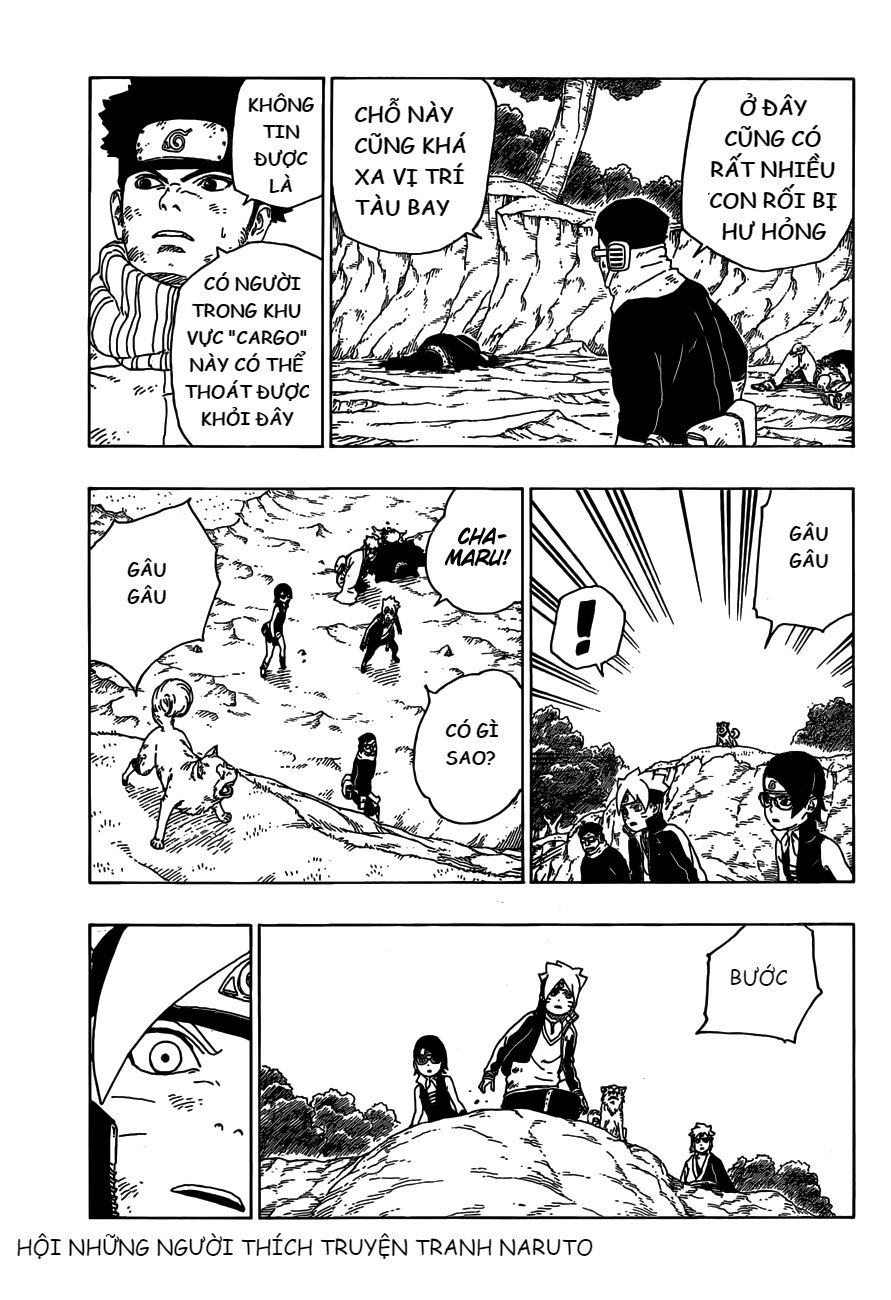 Ở ĐÂY
CŨNG CÓ
RẤT NHIỀU
CON RỐI BỊ
HƯ HỎNG
CHỖ NÀY
CŨNG KHÁ
XA VỊ TRÍ
TÀU BAY
KHÔNG
TIN
ĐƯỢC
LÀ
CÓ NGƯỜI
TRONG KHU
VỰC "CARGO"
NÀY CÓ THỂ
THOÁT ĐƯỢC
KHỎI ĐÂY
GÂU
GÂU
!
CHA-
MARU!
CÓ GÌ
SAO?
GÂU
GÂU
BƯỚC
HỘI NHỮNG NGƯỜI THÍCH TRUYỆN TRANH NARUTO